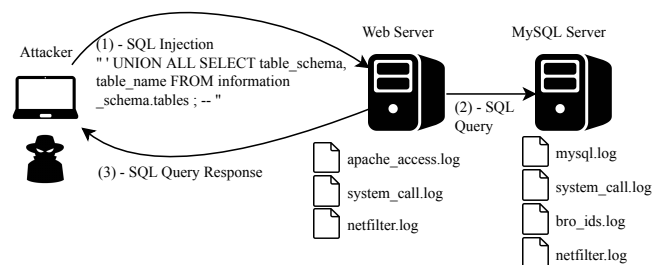 Attacker
(1) - SQL Injection
" ' UNION ALL SELECT table_schema,
table_name FROM information
_schema.tables ; -- "
Web Server
MySQL Server
(2) - SQL
Query
(3) - SQL Query Response
apache_access.log
system_call.log
netfilter.log
mysql.log
system_call.log
bro_ids.log
netfilter.log